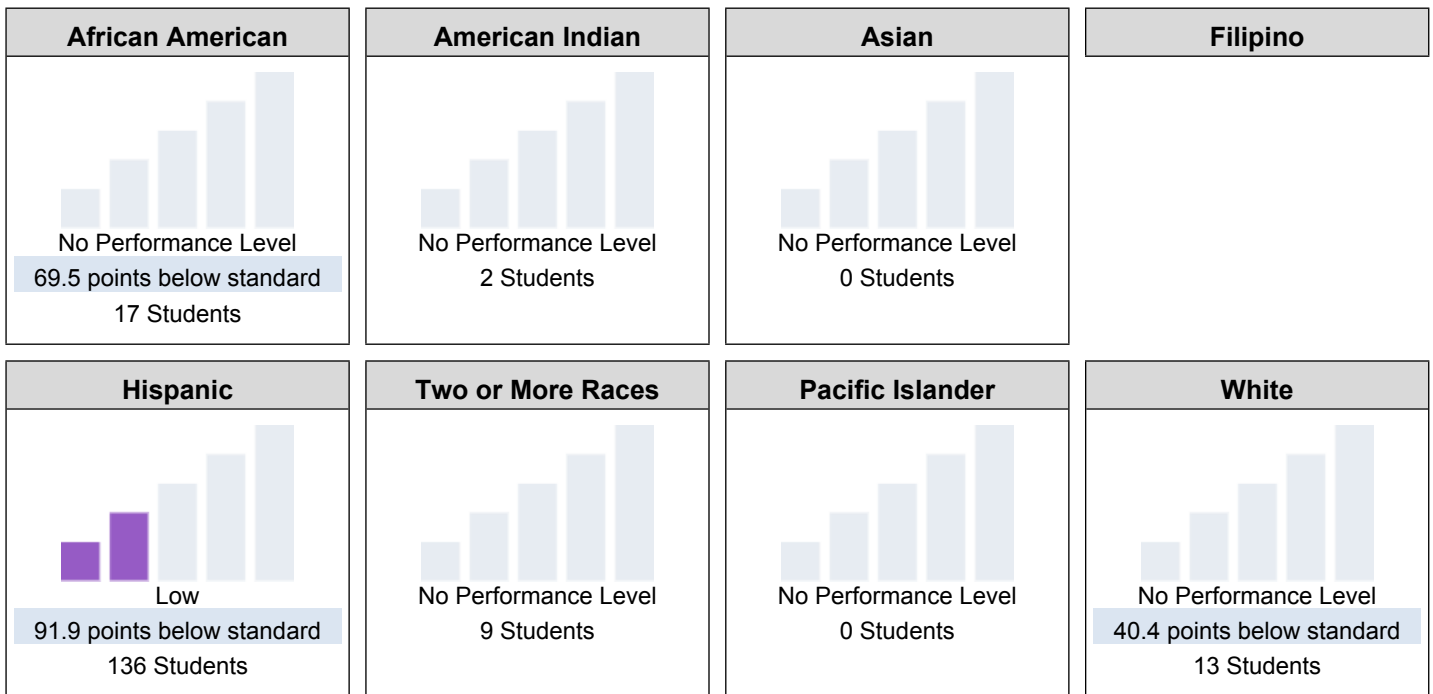 African American
No Performance Level
69.5 points below standard
17 Students
American Indian
No Performance Level
2 Students
Asian
No Performance Level
0 Students
Filipino
Hispanic
Low
91.9 points below standard
136 Students
Two or More Races
No Performance Level
9 Students
Pacific Islander
No Performance Level
0 Students
White
No Performance Level
40.4 points below standard
13 Students